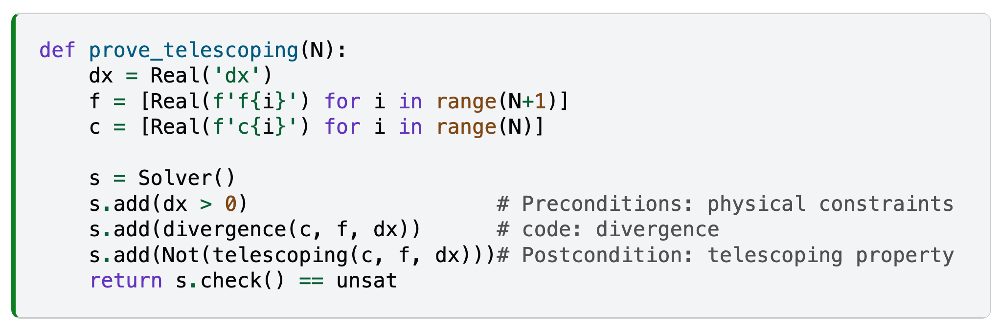 def prove_telescoping(N):
    dx = Real('dx')
    f = [Real(f'f{i}') for i in range(N+1)]
    c = [Real(f'c{i}') for i in range(N)]

    s = Solver()
    s.add(dx > 0)                    # Preconditions: physical constraints
    s.add(divergence(c, f, dx))      # code: divergence
    s.add(Not(telescoping(c, f, dx)))# Postcondition: telescoping property
    return s.check() == unsat